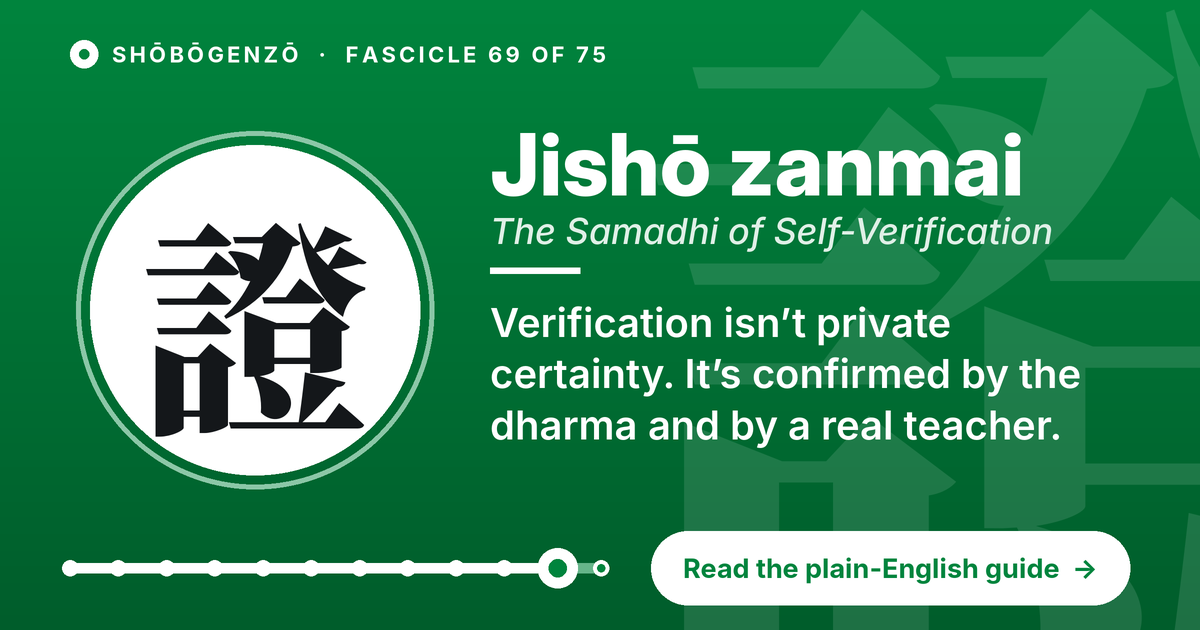 SHŌBŌGENZŌ · FASCICLE 69 OF 75
證
Jishō zanmai
The Samadhi of Self-Verification
Verification isn’t private
certainty. It’s confirmed by the
dharma and by a real teacher.
Read the plain-English guide →